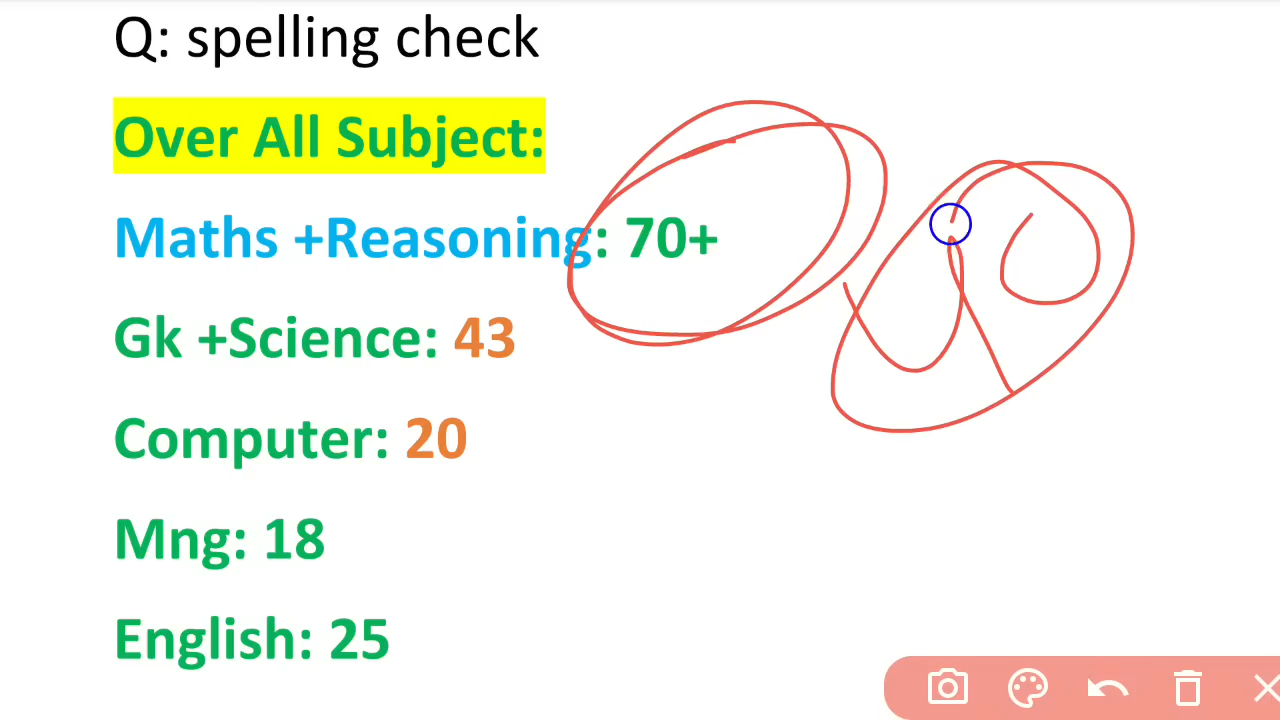 Q: spelling check
Over All Subject:
Maths +Reasoning: 70+
Gk +Science: 43
Computer: 20
Mng: 18
English: 25